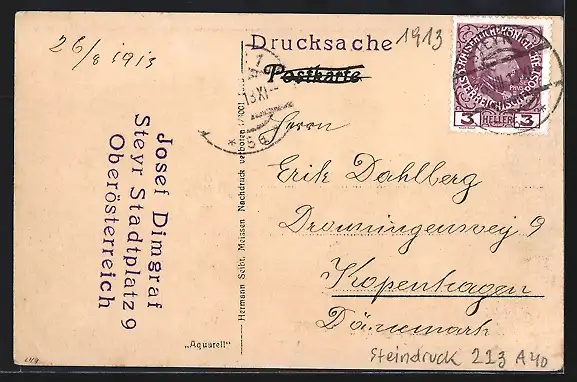 26/8 1913
Drucksache 1913
Postkarte
Josef Dimgraf
Steyr Stadtplatz 9
Oberösterreich
Hermann Seibt, Meissen Nachdruck verboten
„Aquarell"
3 HELLER 3
Herrn
Erik Dahlberg
Dronningensvej 9
Kopenhagen
Dänemark
Steindruck 213 A40